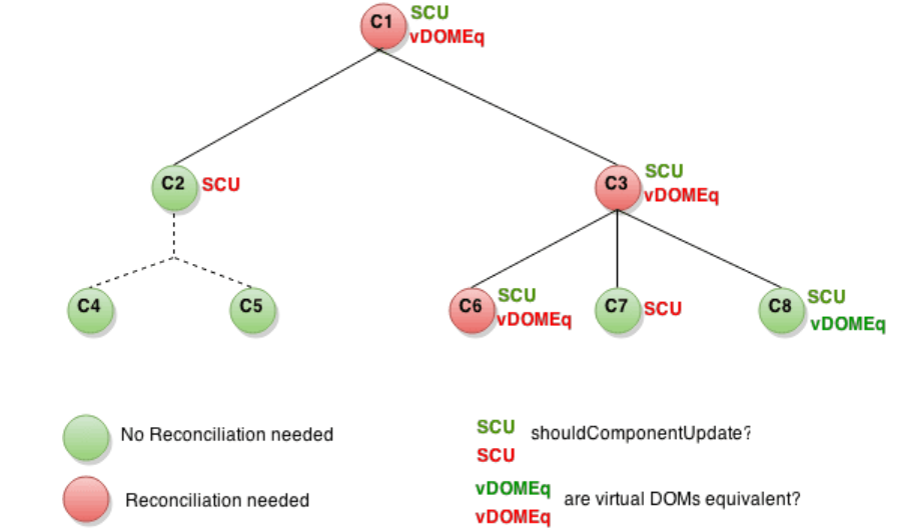 C1 SCU
vDOMEq
C2 SCU
C3 SCU
vDOMEq
C4
C5
C6 SCU
vDOMEq
C7 SCU
C8 SCU
vDOMEq
No Reconciliation needed
Reconciliation needed
SCU shouldComponentUpdate?
SCU
vDOMEq are virtual DOMs equivalent?
vDOMEq